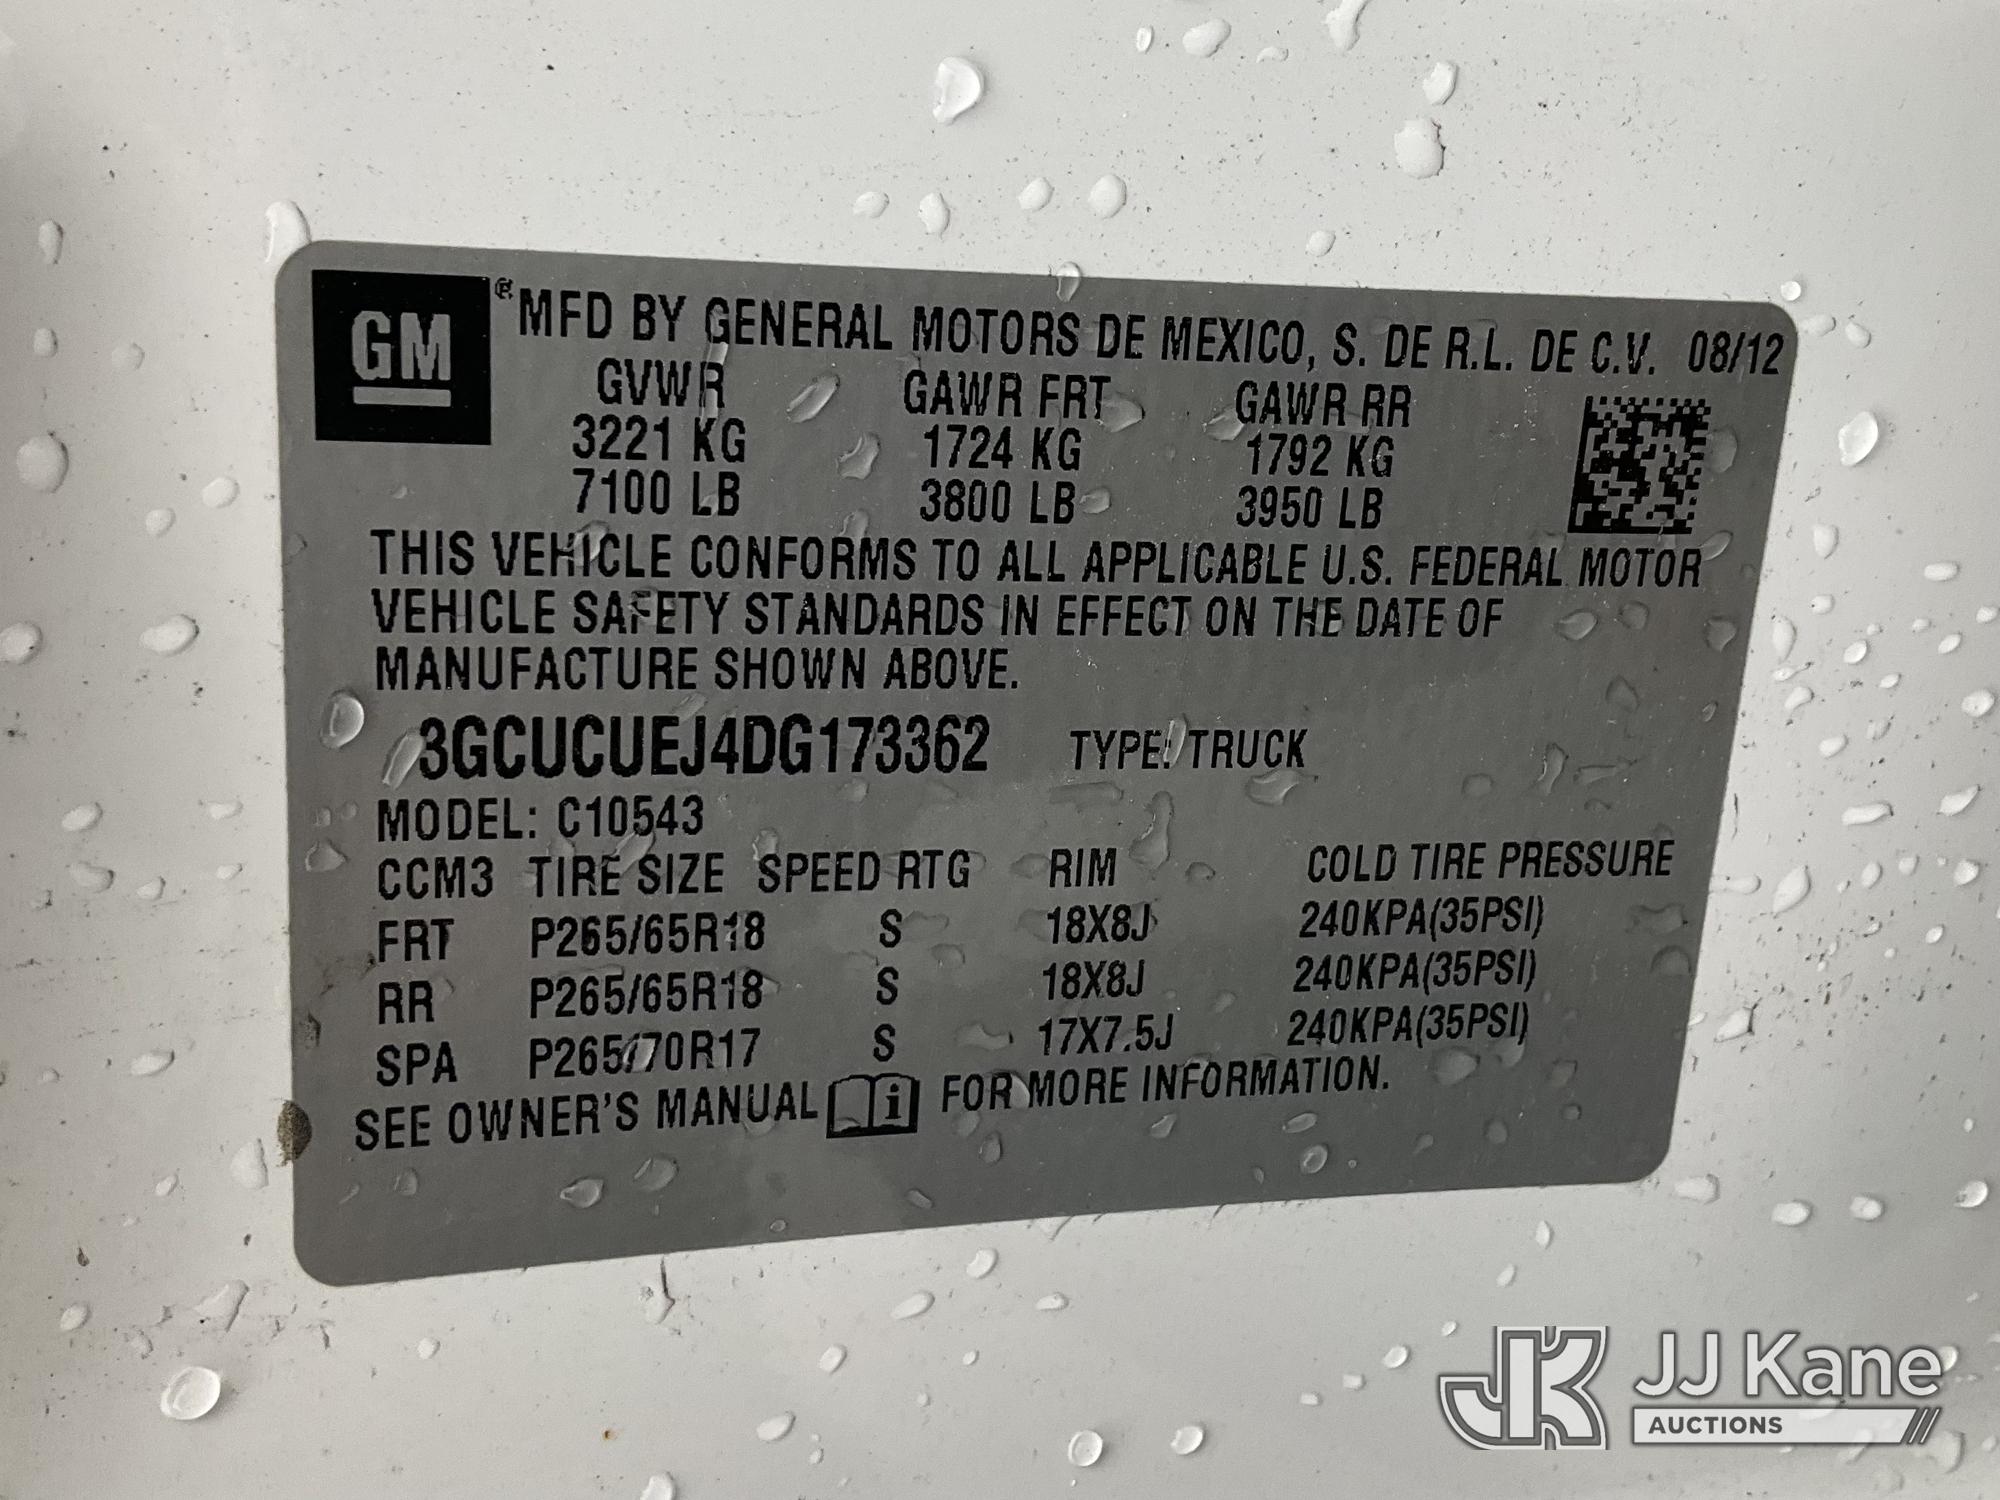 GM® MFD BY GENERAL MOTORS DE MEXICO, S. DE R.L. DE C.V. 08/12
GVWR GAWR FRT GAWR RR
3221 KG 1724 KG 1792 KG
7100 LB 3800 LB 3950 LB
THIS VEHICLE CONFORMS TO ALL APPLICABLE U.S. FEDERAL MOTOR
VEHICLE SAFETY STANDARDS IN EFFECT ON THE DATE OF
MANUFACTURE SHOWN ABOVE.
3GCUCUEJ4DG173362 TYPE: TRUCK
MODEL: C10543
CCM3 TIRE SIZE SPEED RTG RIM COLD TIRE PRESSURE
FRT P265/65R18 S 18X8J 240KPA(35PSI)
RR P265/65R18 S 18X8J 240KPA(35PSI)
SPA P265/70R17 S 17X7.5J 240KPA(35PSI)
SEE OWNER'S MANUAL i FOR MORE INFORMATION.
JK JJ Kane
AUCTIONS